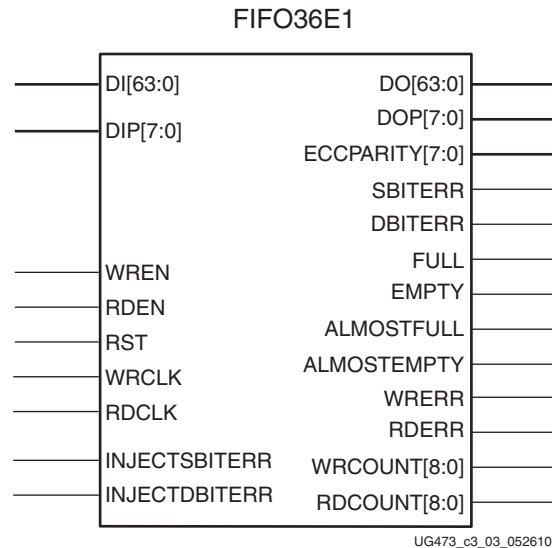 FIFO36E1
DI[63:0]
DIP[7:0]
WREN
RDEN
RST
WRCLK
RDCLK
INJECTSBITERR
INJECTDBITERR
DO[63:0]
DOP[7:0]
ECCPARITY[7:0]
SBITERR
DBITERR
FULL
EMPTY
ALMOSTFULL
ALMOSTEMPTY
WRERR
RDERR
WRCOUNT[8:0]
RDCOUNT[8:0]
UG473_c3_03_052610